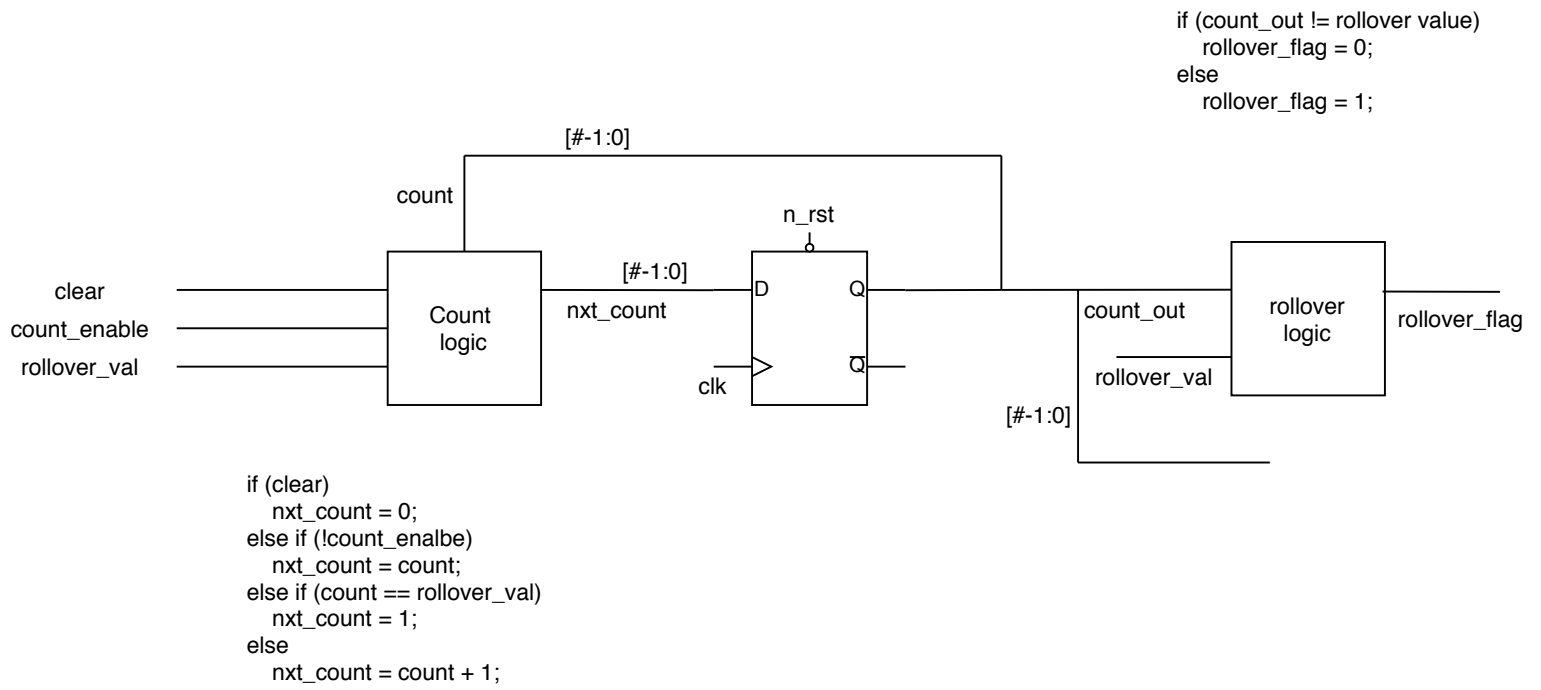 if (count_out != rollover value)
rollover_flag = 0;
else
rollover_flag = 1;
[#-1:0]
count
n_rst
clear
count_enable
rollover_val
Count
logic
[#-1:0]
nxt_count
D
Q
Q
clk
count_out
rollover_val
[#-1:0]
rollover
logic
rollover_flag
if (clear)
nxt_count = 0;
else if (!count_enalbe)
nxt_count = count;
else if (count == rollover_val)
nxt_count = 1;
else
nxt_count = count + 1;